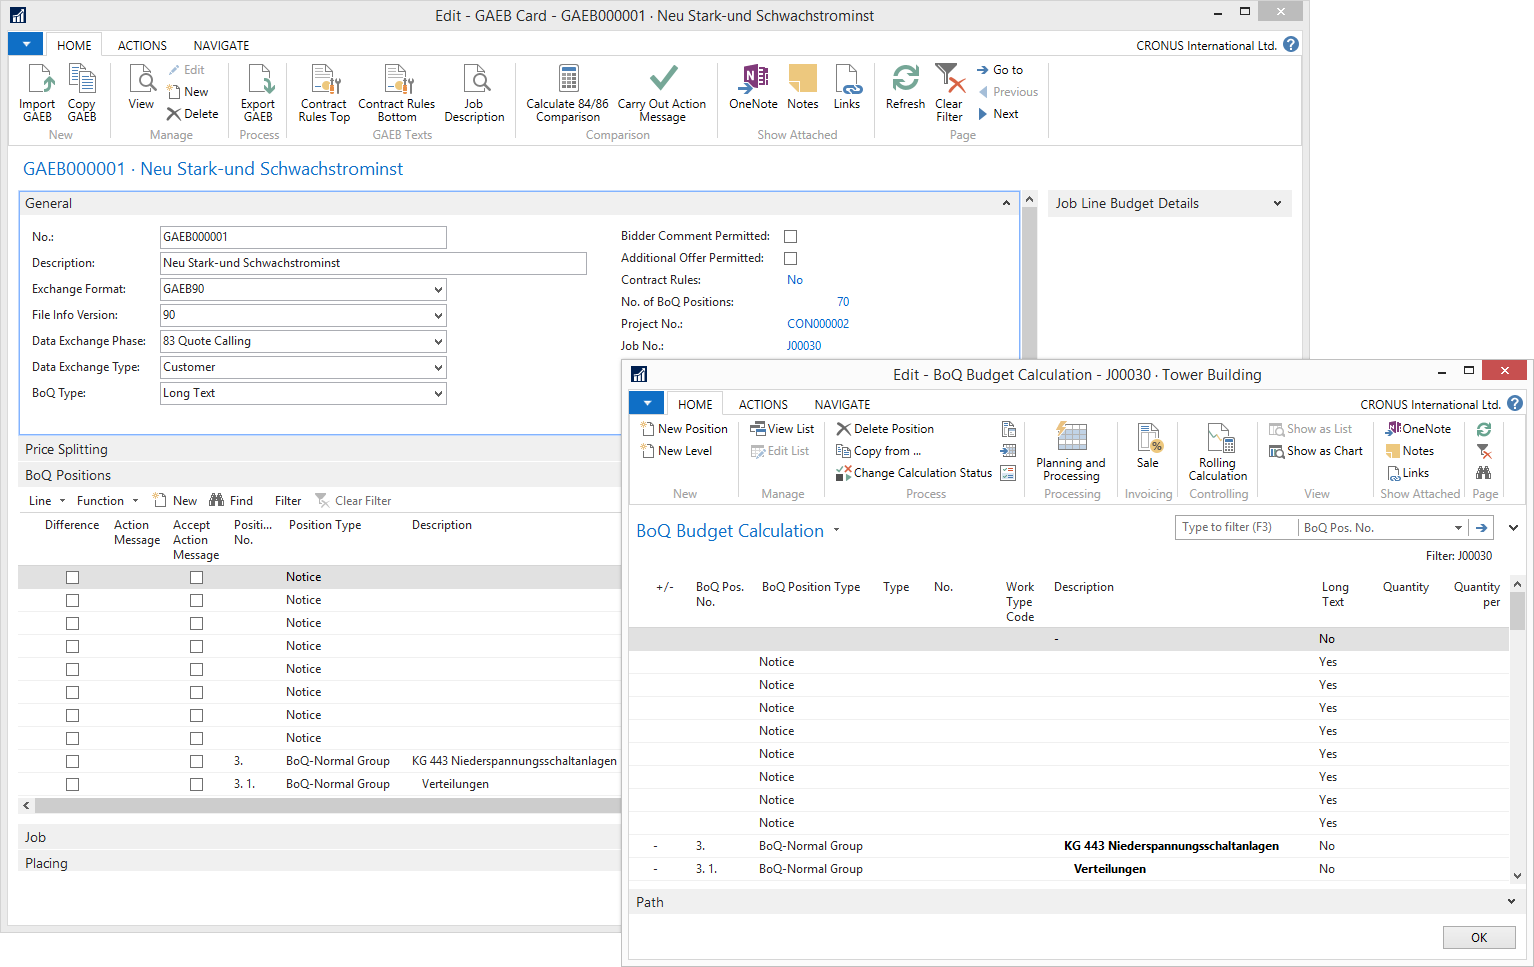 Edit - GAEB Card - GAEB000001 · Neu Stark-und Schwachstrominst
HOME ACTIONS NAVIGATE CRONUS International Ltd. ?
Import GAEB
Copy GAEB
New
View
Edit
New
Delete
Manage
Export GAEB
Process
Contract Rules Top
Contract Rules Bottom
Job Description
GAEB Texts
Calculate 84/86 Comparison
Carry Out Action Message
Comparison
OneNote
Notes
Links
Show Attached
Refresh
Clear Filter
Go to
Previous
Next
Page
GAEB000001 · Neu Stark-und Schwachstrominst
General
No.: GAEB000001
Description: Neu Stark-und Schwachstrominst
Exchange Format: GAEB90
File Info Version: 90
Data Exchange Phase: 83 Quote Calling
Data Exchange Type: Customer
BoQ Type: Long Text
Bidder Comment Permitted:
Additional Offer Permitted:
Contract Rules: No
No. of BoQ Positions: 70
Project No.: CON000002
Job No.: J00030
Job Line Budget Details
Price Splitting
BoQ Positions
Line Function New Find Filter Clear Filter
Difference
Action Message
Accept Action Message
Positi... No.
Position Type
Description
Notice
Notice
Notice
Notice
Notice
Notice
Notice
Notice
3. BoQ-Normal Group KG 443 Niederspannungsschaltanlagen
3. 1. BoQ-Normal Group Verteilungen
Job
Placing
Edit - BoQ Budget Calculation - J00030 · Tower Building
HOME ACTIONS NAVIGATE CRONUS International Ltd. ?
New Position
New Level
New
View List
Edit List
Manage
Delete Position
Copy from ...
Change Calculation Status
Process
Planning and Processing
Processing
Sale
Invoicing
Rolling Calculation
Controlling
Show as List
Show as Chart
View
OneNote
Notes
Links
Show Attached
Page
BoQ Budget Calculation
Type to filter (F3) BoQ Pos. No.
Filter: J00030
+/-
BoQ Pos. No.
BoQ Position Type
Type
No.
Work Type Code
Description
Long Text
Quantity
Quantity per
- No
Notice Yes
Notice Yes
Notice Yes
Notice Yes
Notice Yes
Notice Yes
Notice Yes
Notice Yes
- 3. BoQ-Normal Group KG 443 Niederspannungsschaltanlagen No
- 3. 1. BoQ-Normal Group Verteilungen No
Path
OK